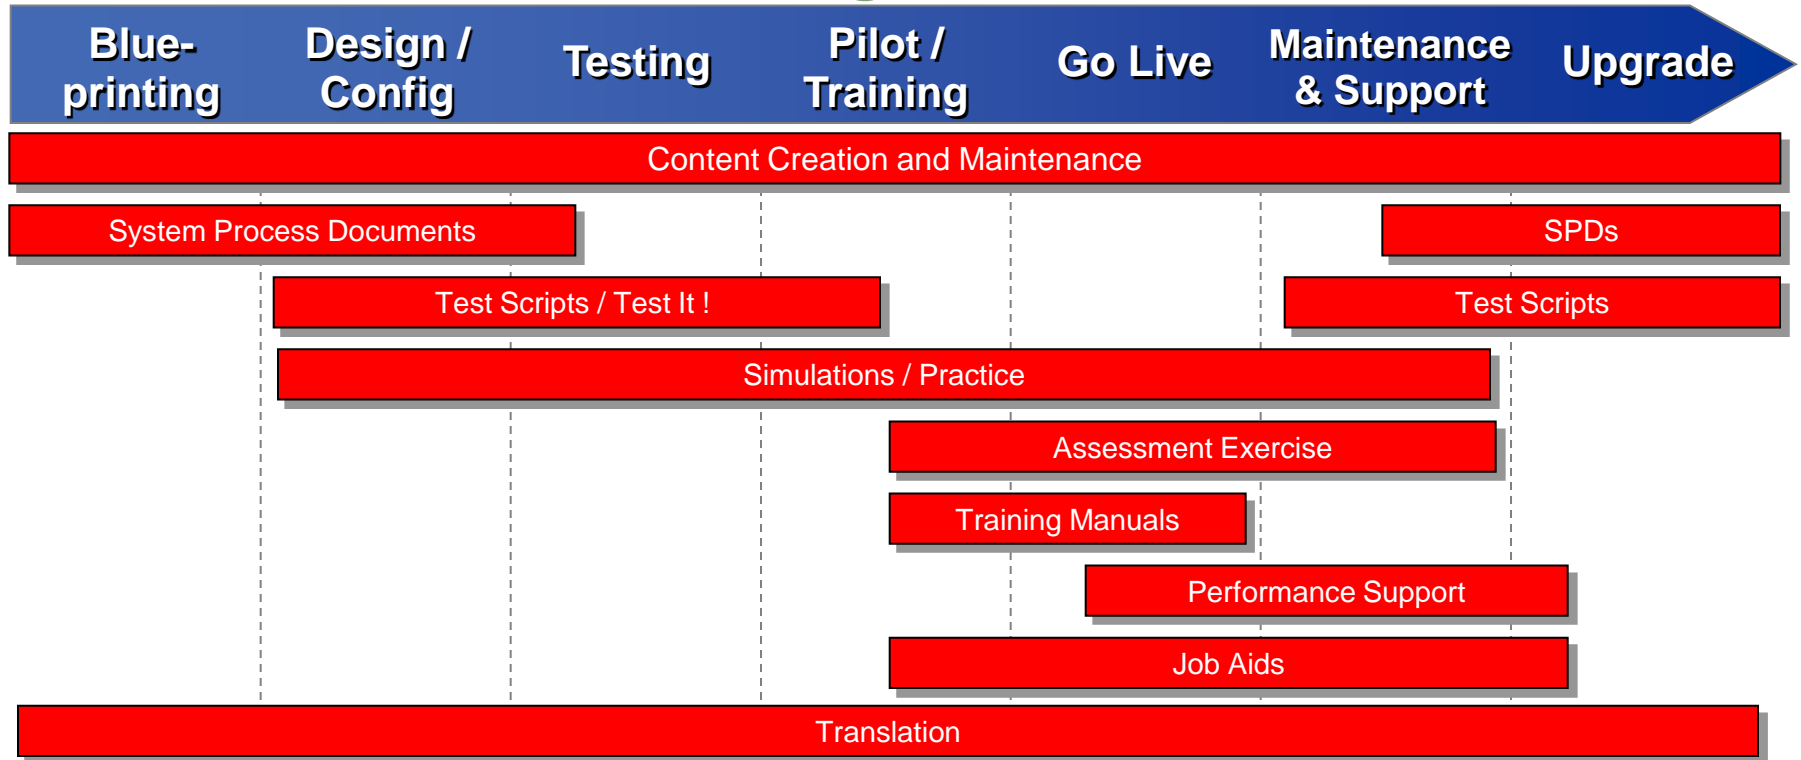 Blue-
printing
Design /
Config
Testing
Pilot /
Training
Go Live
Maintenance
& Support
Upgrade
Content Creation and Maintenance
System Process Documents
SPDs
Test Scripts / Test It !
Test Scripts
Simulations / Practice
Assessment Exercise
Training Manuals
Performance Support
Job Aids
Translation